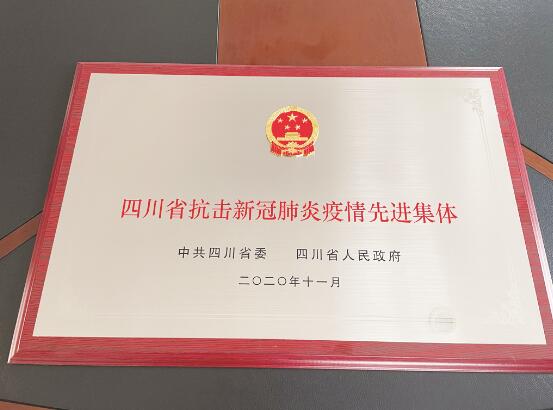 四川省抗击新冠肺炎疫情先进集体
中共四川省委 四川省人民政府
二〇二〇年十一月